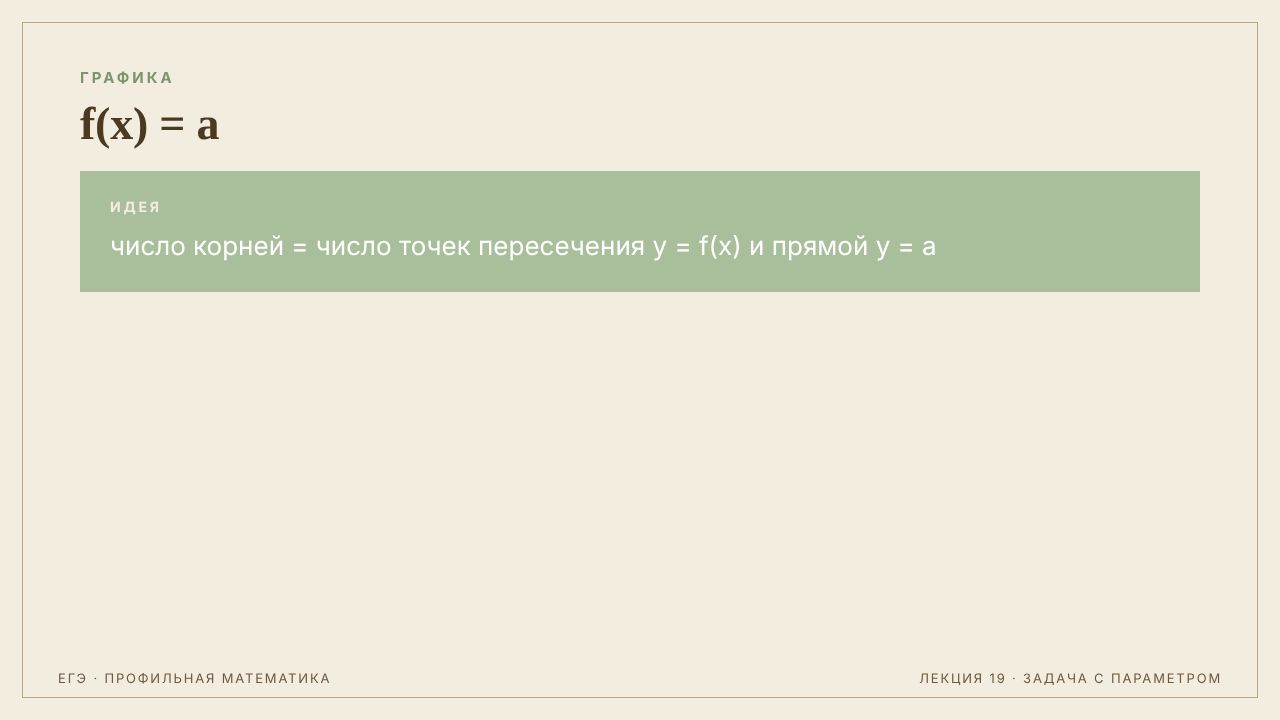 ГРАФИКА
f(x) = a
ИДЕЯ
число корней = число точек пересечения y = f(x) и прямой y = a
ЕГЭ · ПРОФИЛЬНАЯ МАТЕМАТИКА
ЛЕКЦИЯ 19 · ЗАДАЧА С ПАРАМЕТРОМ